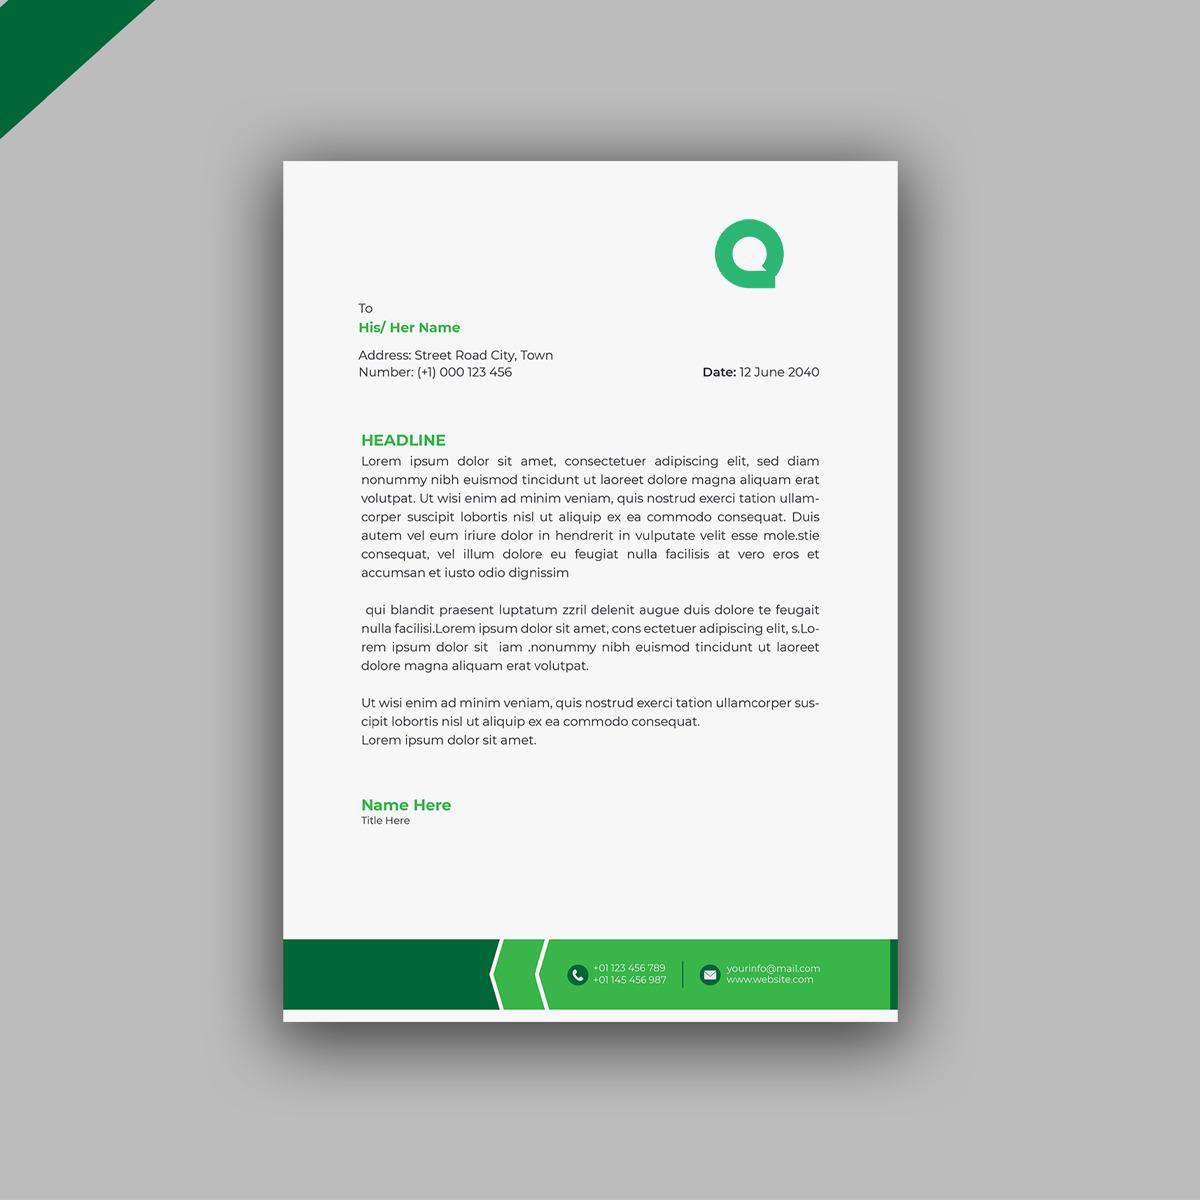 To
His/ Her Name
Address: Street Road City, Town
Number: (+1) 000 123 456
Date: 12 June 2040
HEADLINE
Lorem ipsum dolor sit amet, consectetuer adipiscing elit, sed diam
nonummy nibh euismod tincidunt ut laoreet dolore magna aliquam erat
volutpat. Ut wisi enim ad minim veniam, quis nostrud exerci tation ullam-
corper suscipit lobortis nisl ut aliquip ex ea commodo consequat. Duis
autem vel eum iriure dolor in hendrerit in vulputate velit esse mole.stie
consequat, vel illum dolore eu feugiat nulla facilisis at vero eros et
accumsan et iusto odio dignissim
qui blandit praesent luptatum zzril delenit augue duis dolore te feugait
nulla facilisi.Lorem ipsum dolor sit amet, cons ectetuer adipiscing elit, s.Lo-
rem ipsum dolor sit iam .nonummy nibh euismod tincidunt ut laoreet
dolore magna aliquam erat volutpat.
Ut wisi enim ad minim veniam, quis nostrud exerci tation ullamcorper sus-
cipit lobortis nisl ut aliquip ex ea commodo consequat.
Lorem ipsum dolor sit amet.
Name Here
Title Here
+01 123 456 789
+01 145 456 987
yourinfo@mail.com
www.website.com